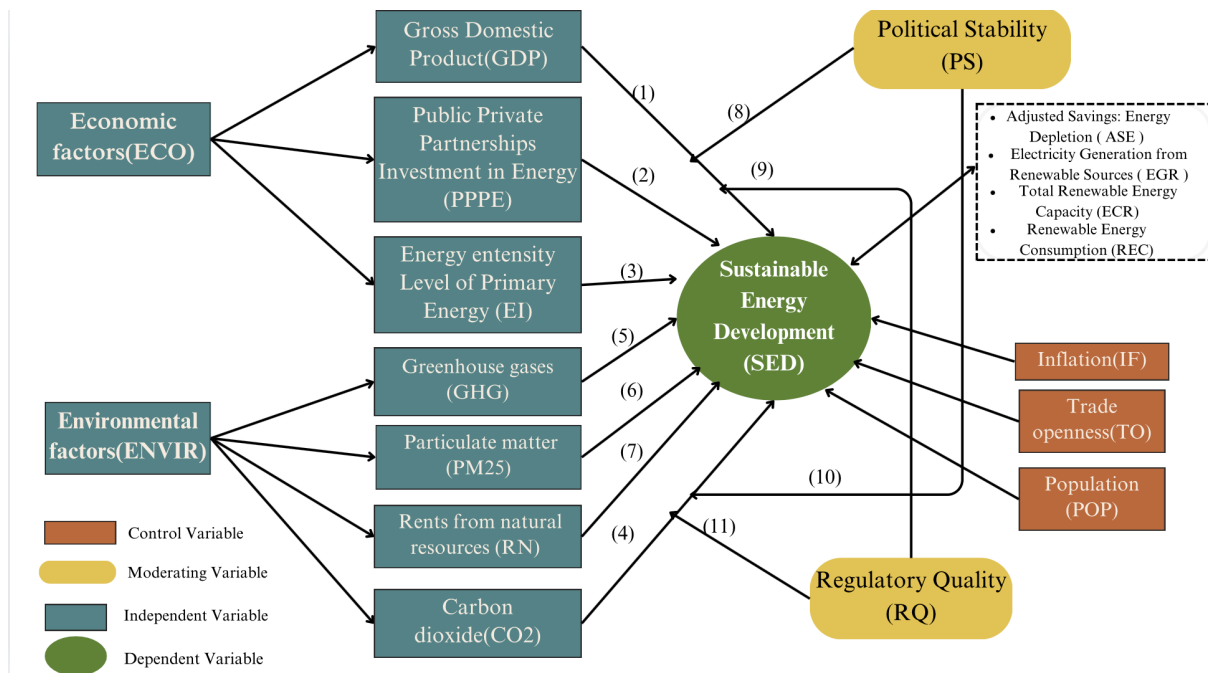 Gross Domestic
Product(GDP)
Political Stability
(PS)
(1)
(8)
Economic
factors(ECO)
Public Private
Partnerships
Investment in Energy
(PPPE)
(2)
(9)
• Adjusted Savings: Energy
Depletion ( ASE )
• Electricity Generation from
Renewable Sources ( EGR )
• Total Renewable Energy
Capacity (ECR)
• Renewable Energy
Consumption (REC)
Energy entensity
Level of Primary
Energy (EI)
(3)
Sustainable
Energy
Development
(SED)
(5)
Greenhouse gases
(GHG)
Inflation(IF)
(6)
Environmental
factors(ENVIR)
Trade
openness(TO)
Particulate matter
(PM25)
(7)
(10)
Population
(POP)
Rents from natural
resources (RN)
(4)
(11)
Control Variable
Moderating Variable
Regulatory Quality
(RQ)
Carbon
dioxide(CO2)
Independent Variable
Dependent Variable